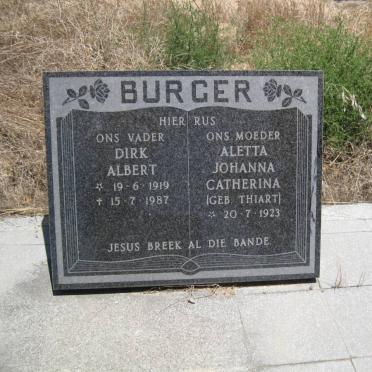 BURGER
HIER RUS
ONS VADER
DIRK
ALBERT
☆ 19-6-1919
✝ 15-7-1987
ONS MOEDER
ALETTA
JOHANNA
CATHERINA
(GEB THIART)
☆ 20-7-1923
JESUS BREEK AL DIE BANDE